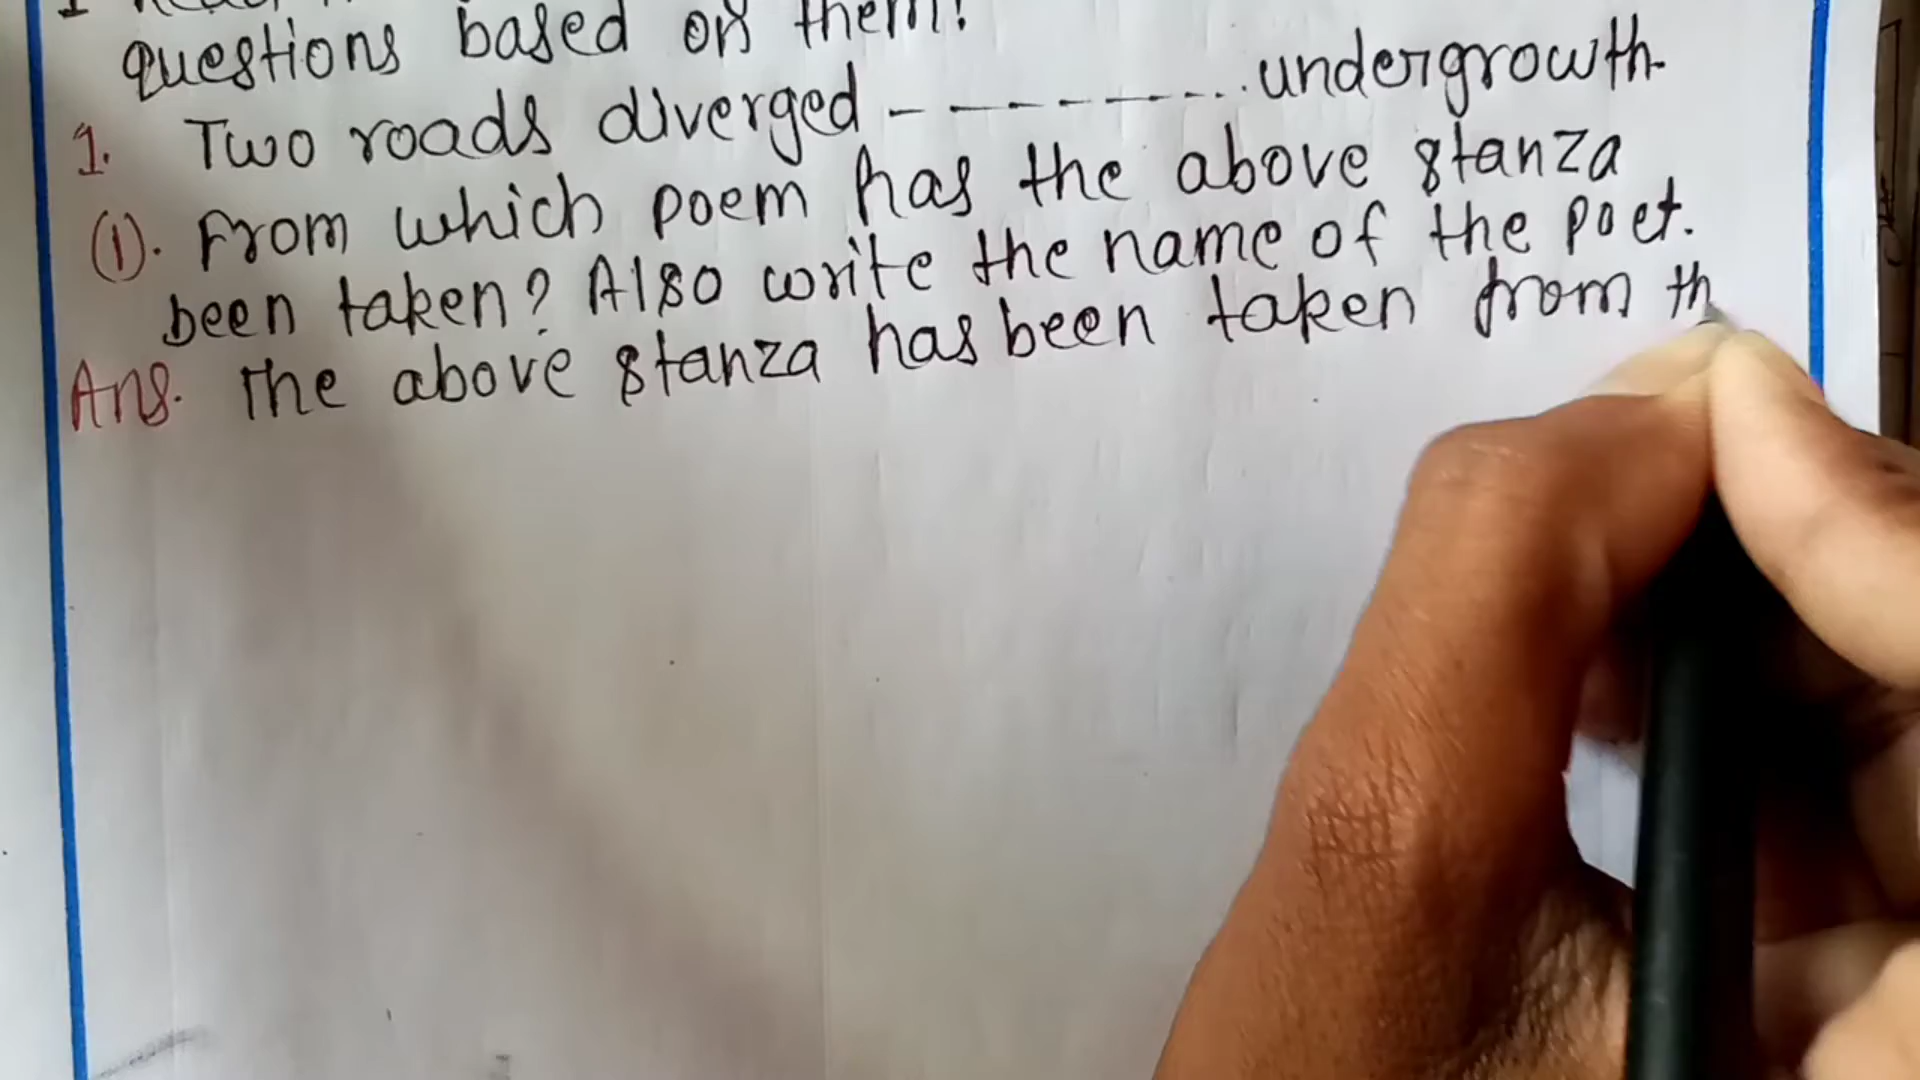 questions based on them!
1. Two roads diverged - - - - - - - - .. undergrowth.
(1). From which poem has the above stanza
been taken? Also write the name of the poet.
Ans. The above stanza has been taken from th